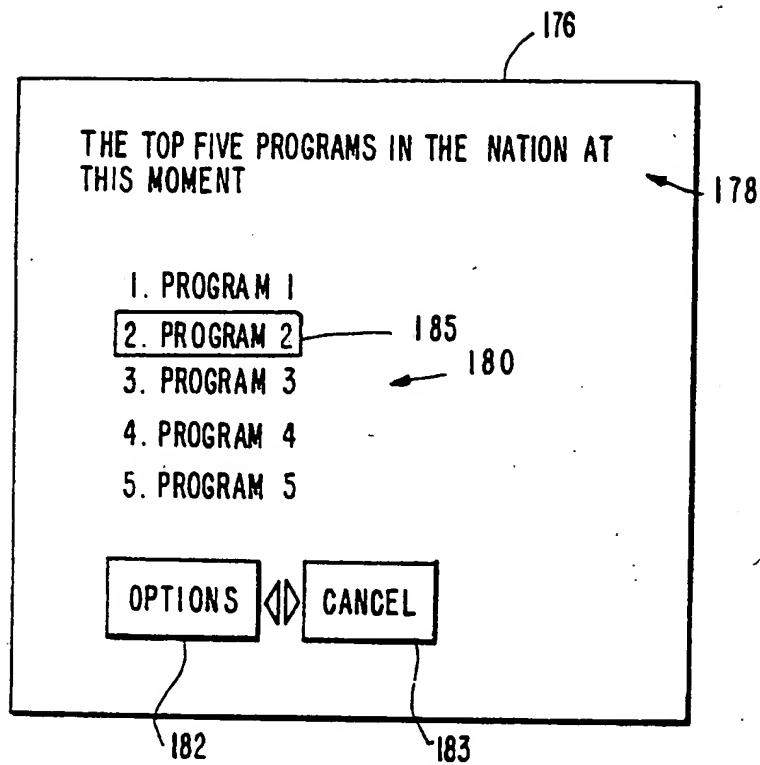 176
THE TOP FIVE PROGRAMS IN THE NATION AT
THIS MOMENT
178
1. PROGRAM 1
2. PROGRAM 2
185
3. PROGRAM 3
180
4. PROGRAM 4
5. PROGRAM 5
OPTIONS
CANCEL
182
183